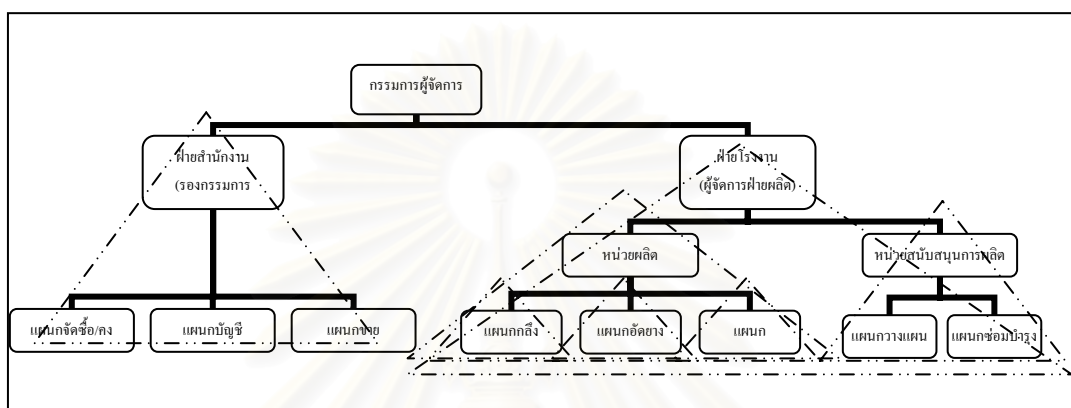 กรรมการผู้จัดการ
ฝ่ายสำนักงาน
(รองกรรมการ
ฝ่ายโรงงาน
(ผู้จัดการฝ่ายผลิต)
หน่วยผลิต
หน่วยสนับสนุนการผลิต
แผนกจัดซื้อ/คง
แผนกบัญชี
แผนกขาย
แผนกกลึง
แผนกอัดยาง
แผนก
แผนกวางแผน
แผนกซ่อมบำรุง